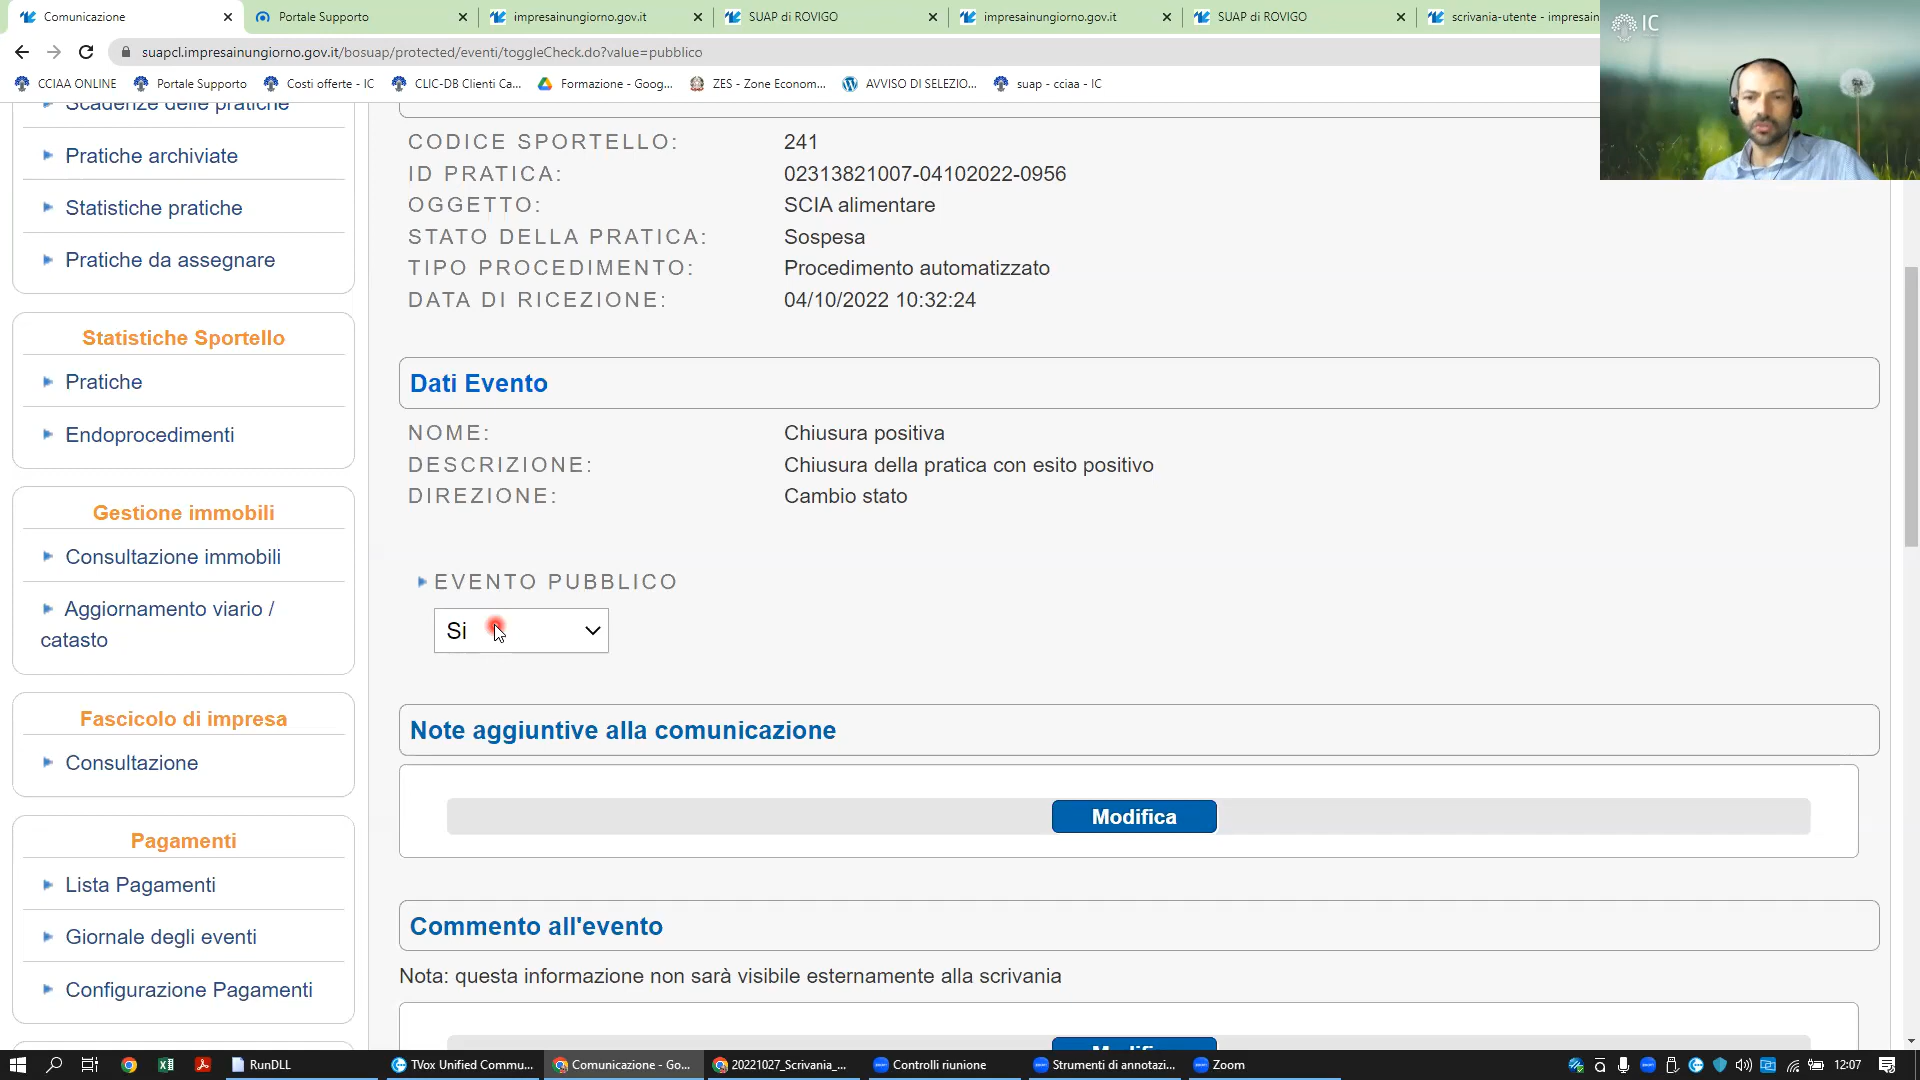 Comunicazione
Portale Supporto
impresainungiorno.gov.it
SUAP di ROVIGO
impresainungiorno.gov.it
SUAP di ROVIGO
scrivania-utente - impresain
suapcl.impresainungiorno.gov.it/bosuap/protected/eventi/toggleCheck.do?value=pubblico
CCIAA ONLINE
Portale Supporto
Costi offerte - IC
CLIC-DB Clienti Ca...
Formazione - Goog...
ZES - Zone Econom...
AVVISO DI SELEZIO...
suap - cciaa - IC
IC
Scadenze delle pratiche
Pratiche archiviate
Statistiche pratiche
Pratiche da assegnare
Statistiche Sportello
Pratiche
Endoprocedimenti
Gestione immobili
Consultazione immobili
Aggiornamento viario /
catasto
Fascicolo di impresa
Consultazione
Pagamenti
Lista Pagamenti
Giornale degli eventi
Configurazione Pagamenti
CODICE SPORTELLO: 241
ID PRATICA: 02313821007-04102022-0956
OGGETTO: SCIA alimentare
STATO DELLA PRATICA: Sospesa
TIPO PROCEDIMENTO: Procedimento automatizzato
DATA DI RICEZIONE: 04/10/2022 10:32:24
Dati Evento
NOME: Chiusura positiva
DESCRIZIONE: Chiusura della pratica con esito positivo
DIREZIONE: Cambio stato
EVENTO PUBBLICO
Si
Note aggiuntive alla comunicazione
Modifica
Commento all'evento
Nota: questa informazione non sarà visibile esternamente alla scrivania
Modifica
RunDLL
TVox Unified Commu...
Comunicazione - Go...
20221027_Scrivania_...
Controlli riunione
Strumenti di annotazi...
Zoom
12:07